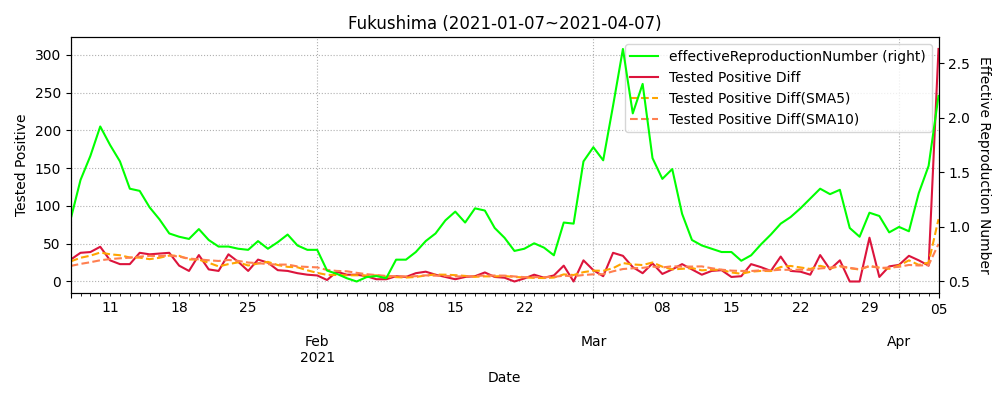 Fukushima (2021-01-07~2021-04-07)
effectiveReproductionNumber (right)
Tested Positive Diff
Tested Positive Diff(SMA5)
Tested Positive Diff(SMA10)
Tested Positive
300
250
200
150
100
50
0
2.5
2.0
1.5
1.0
0.5
Effective Reproduction Number
11 18 25 08 15 22 08 15 22 29 05
Feb Mar Apr
2021
Date